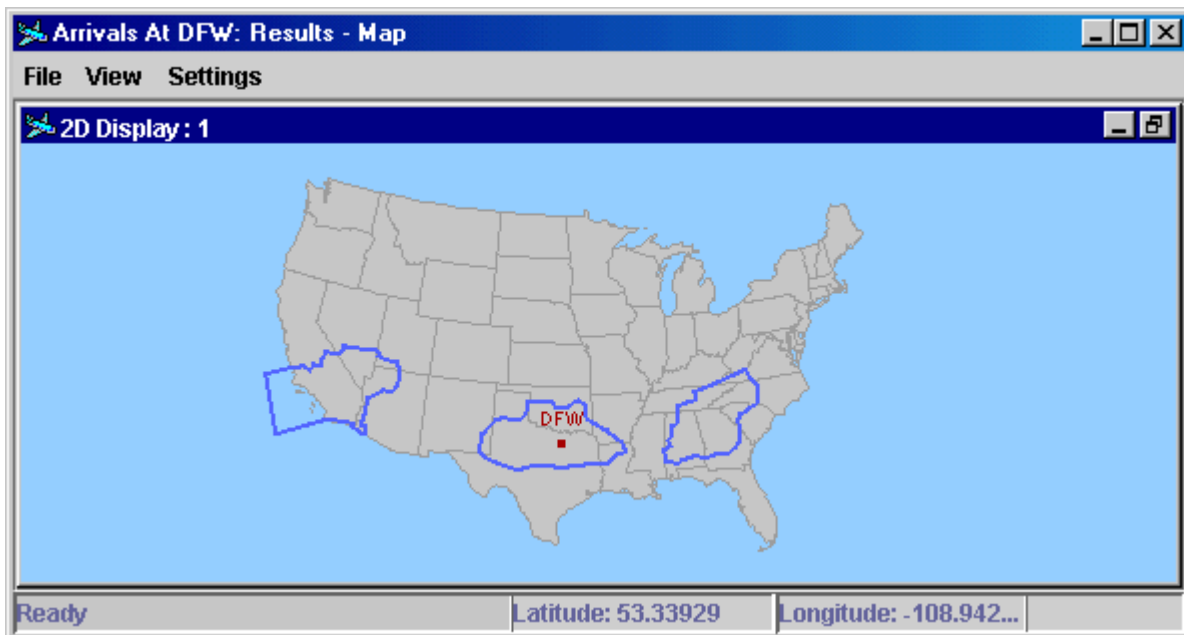 Arrivals At DFW: Results - Map
File View Settings
2D Display : 1
DFW
Ready Latitude: 53.33929 Longitude: -108.942...